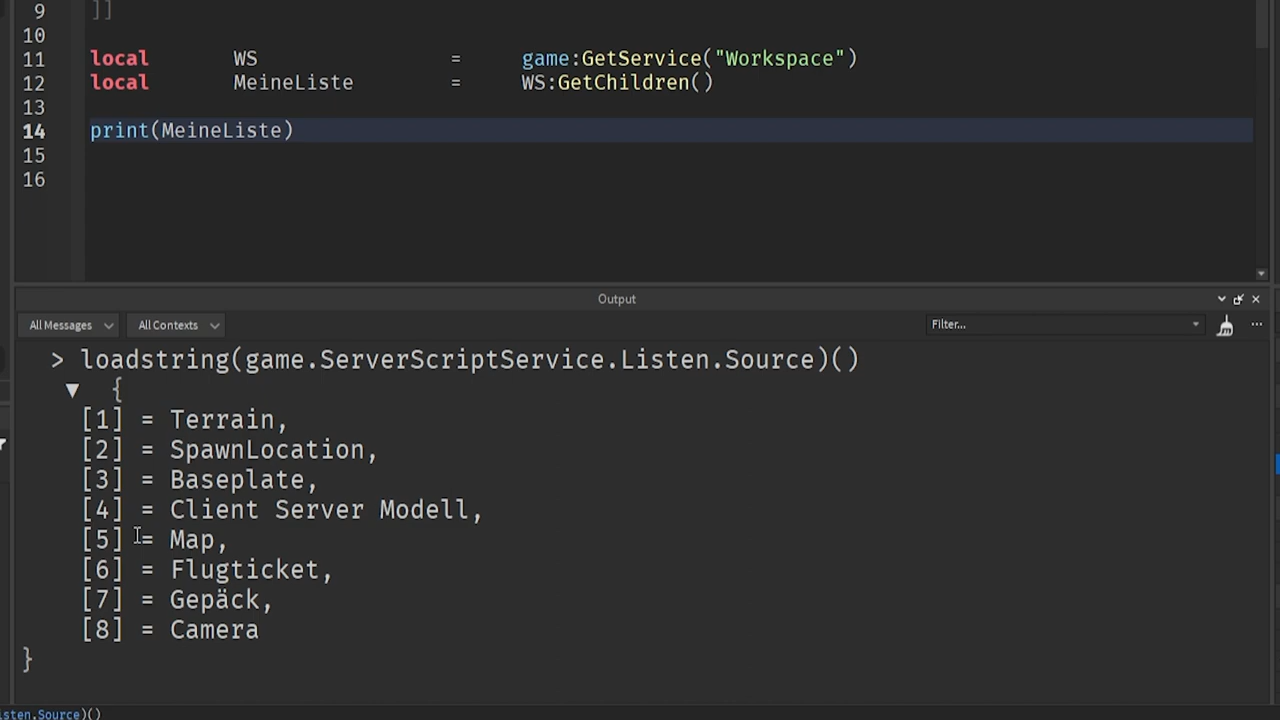 9 ]]
10
11 local WS = game:GetService("Workspace")
12 local MeineListe = WS:GetChildren()
13
14 print(MeineListe)
15
16
Output
All Messages All Contexts Filter... ...
> loadstring(game.ServerScriptService.Listen.Source)()
▼ {
[1] = Terrain,
[2] = SpawnLocation,
[3] = Baseplate,
[4] = Client Server Modell,
[5] = Map,
[6] = Flugticket,
[7] = Gepäck,
[8] = Camera
}
isten.Source)()